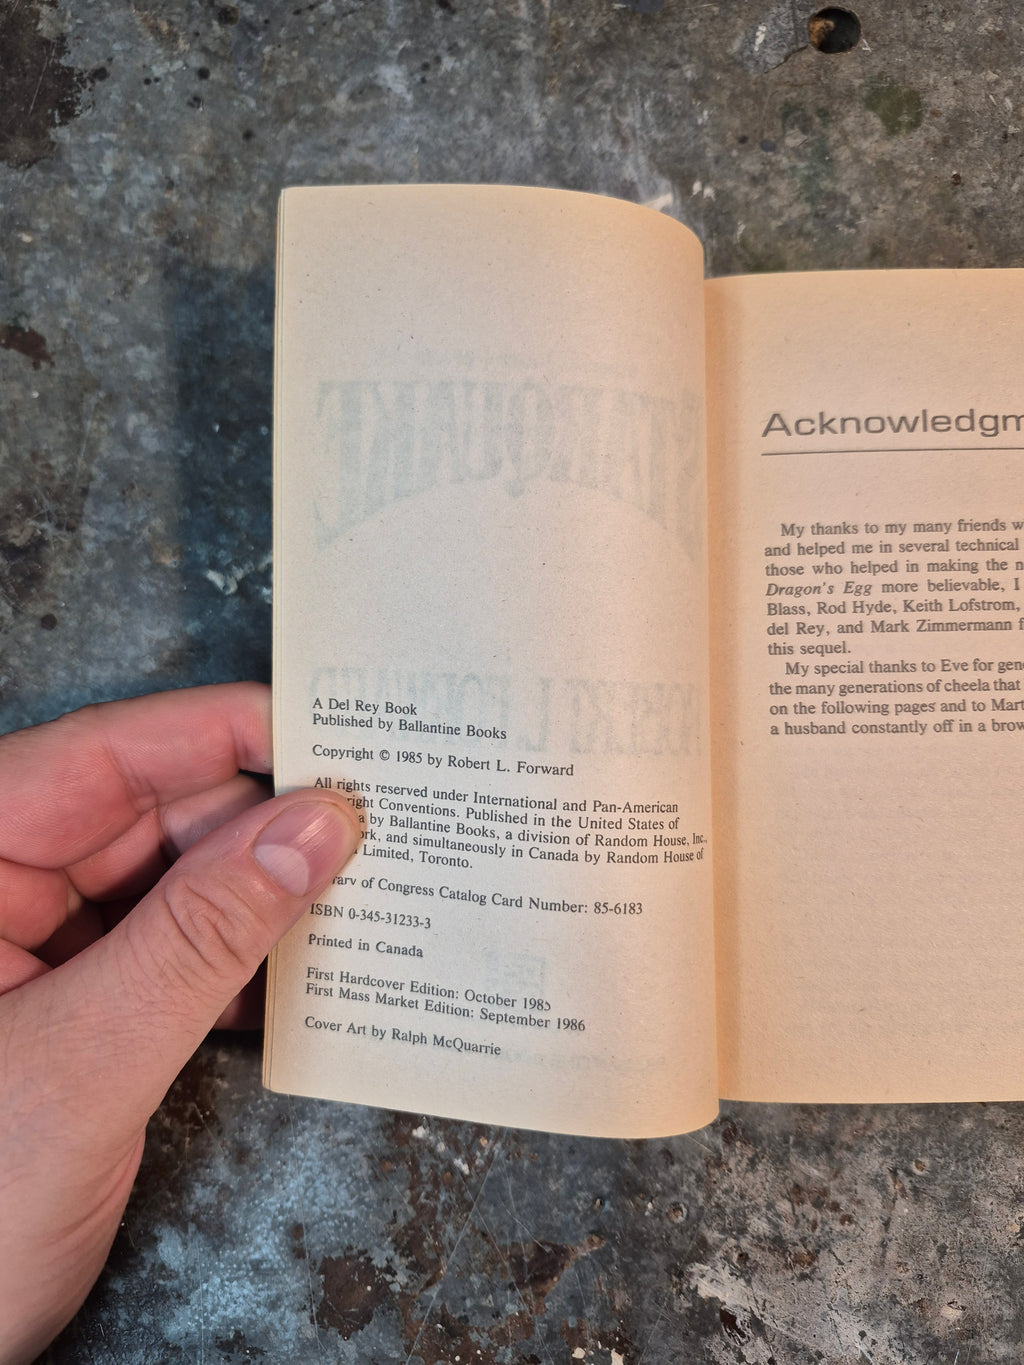 A Del Rey Book
Published by Ballantine Books
Copyright © 1985 by Robert L. Forward
All rights reserved under International and Pan-American
right Conventions. Published in the United States of
a by Ballantine Books, a division of Random House, Inc.,
ork, and simultaneously in Canada by Random House of
Limited, Toronto.
rary of Congress Catalog Card Number: 85-6183
ISBN 0-345-31233-3
Printed in Canada
First Hardcover Edition: October 1985
First Mass Market Edition: September 1986
Cover Art by Ralph McQuarrie
Acknowledgm
My thanks to my many friends w
and helped me in several technical
those who helped in making the n
Dragon's Egg more believable, I
Blass, Rod Hyde, Keith Lofstrom,
del Rey, and Mark Zimmermann f
this sequel.
My special thanks to Eve for gene
the many generations of cheela that
on the following pages and to Mart
a husband constantly off in a brow